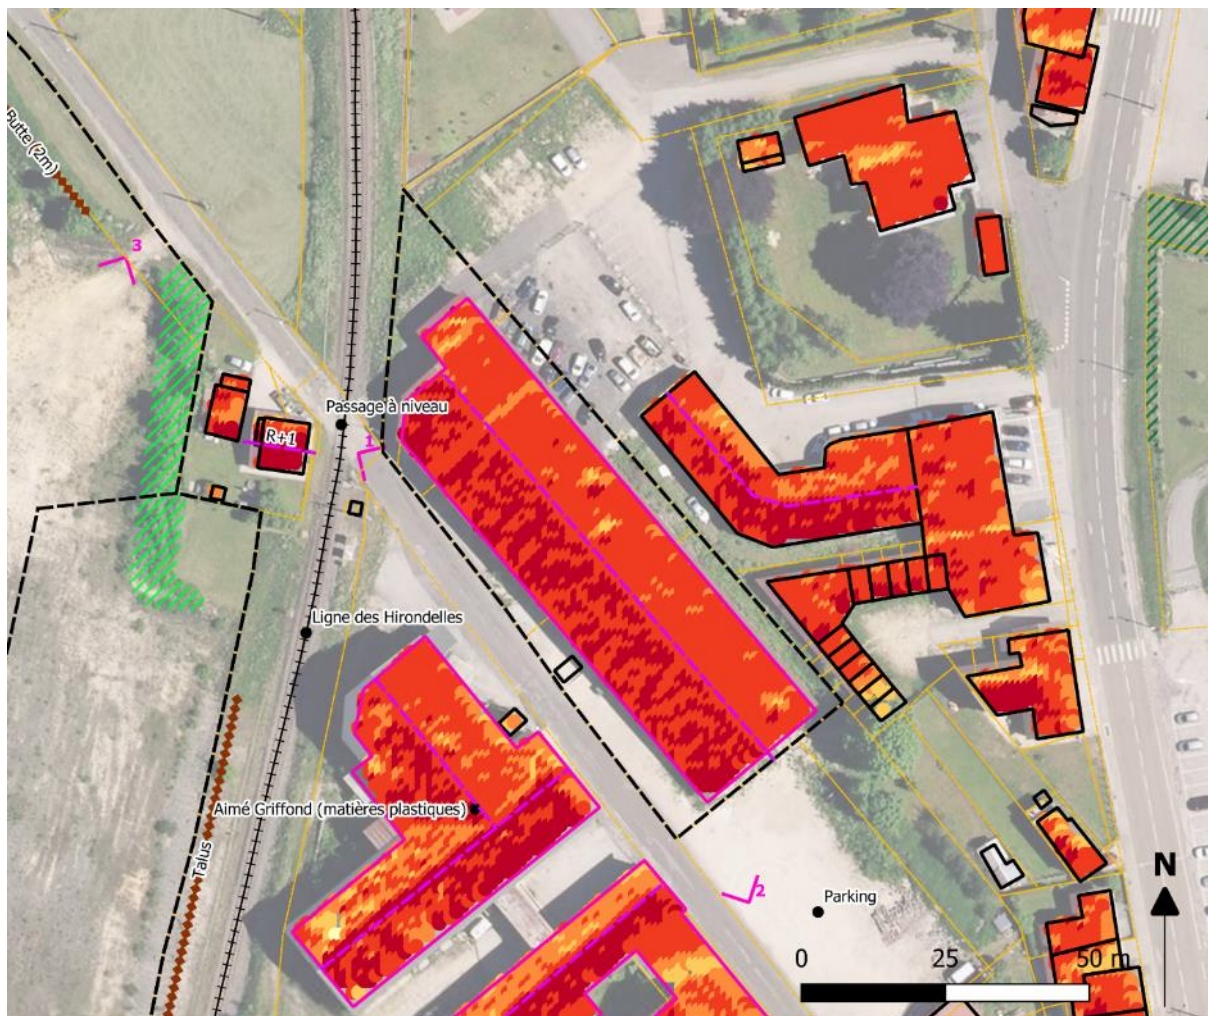 Butte (2m)
3
R+1
Passage à niveau
1
Ligne des Hirondelles
Aimé Griffond (matières plastiques)
Talus
2
Parking
N
0 25 50 m